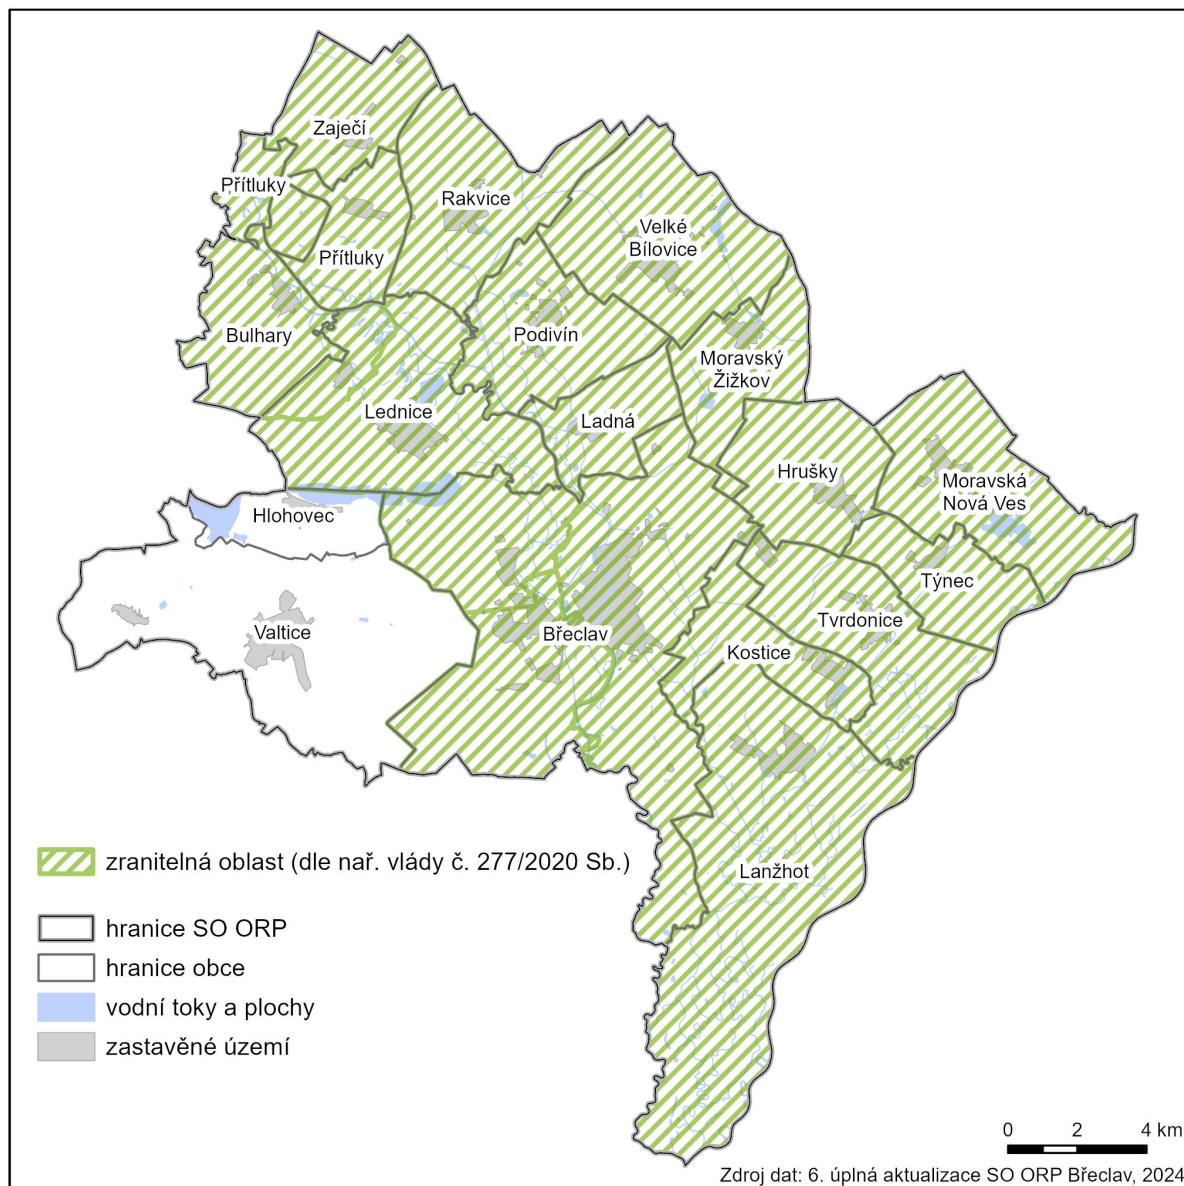 Zaječí
Přítluky
Rakvice
Velké
Bílovice
Přítluky
Bulhary
Podivín
Moravský
Žižkov
Lednice
Ladná
Hrušky
Moravská
Nová Ves
Hlohovec
Týnec
Tvrdonice
Valtice
Břeclav
Kostice
Lanžhot
zranitelná oblast (dle nař. vlády č. 277/2020 Sb.)
hranice SO ORP
hranice obce
vodní toky a plochy
zastavěné území
0 2 4 km
Zdroj dat: 6. úplná aktualizace SO ORP Břeclav, 2024